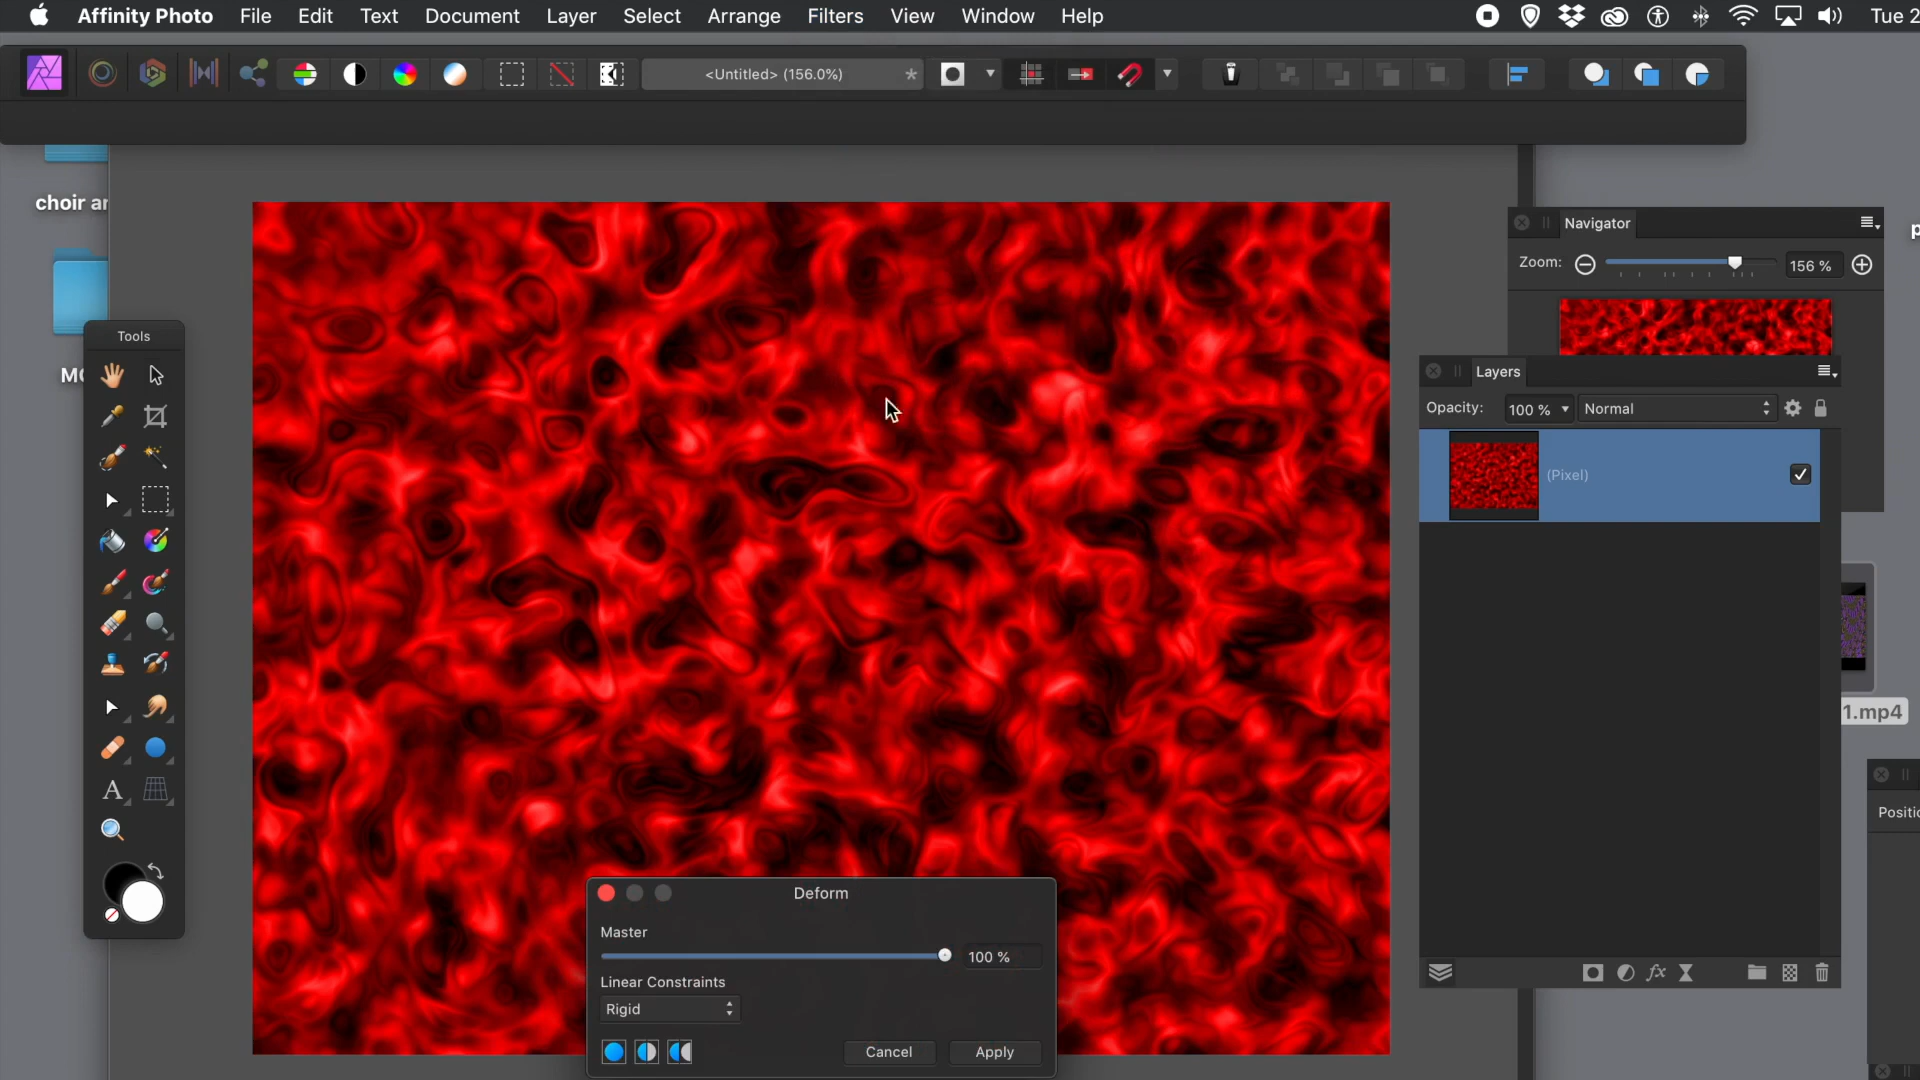 Affinity Photo File Edit Text Document Layer Select Arrange Filters View Window Help Tue 2
<Untitled> (156.0%) *
choir ar
Navigator
Zoom: 156 %
Tools
Layers
Opacity: 100 % Normal
(Pixel)
1.mp4
Positic
Deform
Master
100 %
Linear Constraints
Rigid
Cancel Apply